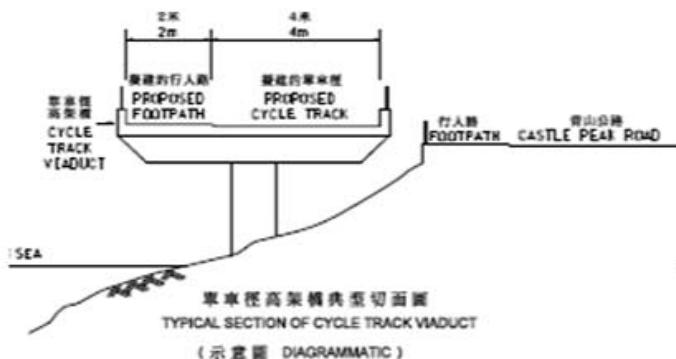 2米
2m
4米
4m
擬建的行人路
PROPOSED
FOOTPATH
擬建的單車徑
PROPOSED
CYCLE TRACK
單車徑
高架橋
CYCLE
TRACK
VIADUCT
行人路
FOOTPATH
青山公路
CASTLE PEAK ROAD
SEA
單車徑高架橋典型切面圖
TYPICAL SECTION OF CYCLE TRACK VIADUCT
(示意圖 DIAGRAMMATIC)